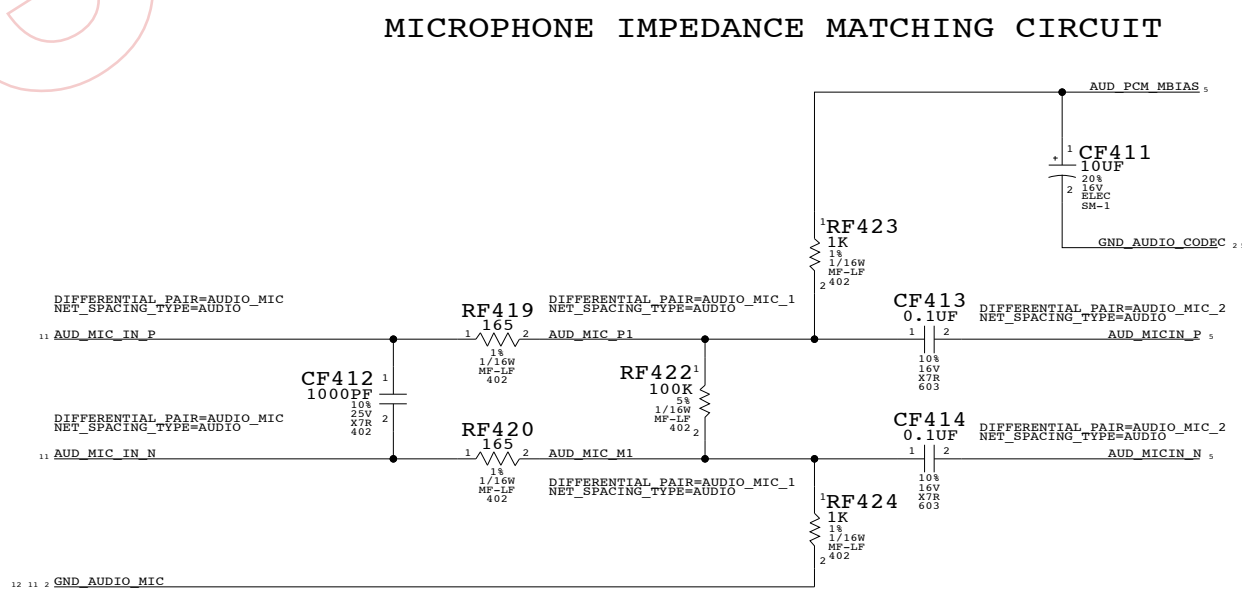 MICROPHONE IMPEDANCE MATCHING CIRCUIT
AUD_PCM_MBIAS 5
1
CF411
+
10UF
20%
2
16V
ELEC
SM-1
GND_AUDIO_CODEC 2
1
RF423
1K
1%
1/16W
MF-LF
2
402
DIFFERENTIAL_PAIR=AUDIO_MIC
NET_SPACING_TYPE=AUDIO
11 AUD_MIC_IN_P
RF419
165
1 2
1%
1/16W
MF-LF
402
DIFFERENTIAL_PAIR=AUDIO_MIC_1
NET_SPACING_TYPE=AUDIO
AUD_MIC_P1
CF413
0.1UF
1 2
10%
16V
X7R
603
DIFFERENTIAL_PAIR=AUDIO_MIC_2
NET_SPACING_TYPE=AUDIO
AUD_MICIN_P 5
CF412
1
1000PF
10%
25V
X7R
402
2
RF422
1
100K
5%
1/16W
MF-LF
402
2
DIFFERENTIAL_PAIR=AUDIO_MIC
NET_SPACING_TYPE=AUDIO
11 AUD_MIC_IN_N
RF420
165
1 2
1%
1/16W
MF-LF
402
AUD_MIC_M1
DIFFERENTIAL_PAIR=AUDIO_MIC_1
NET_SPACING_TYPE=AUDIO
CF414
0.1UF
1 2
10%
16V
X7R
603
DIFFERENTIAL_PAIR=AUDIO_MIC_2
NET_SPACING_TYPE=AUDIO
AUD_MICIN_N 5
1
RF424
1K
1%
1/16W
MF-LF
2
402
12 11 2 GND_AUDIO_MIC